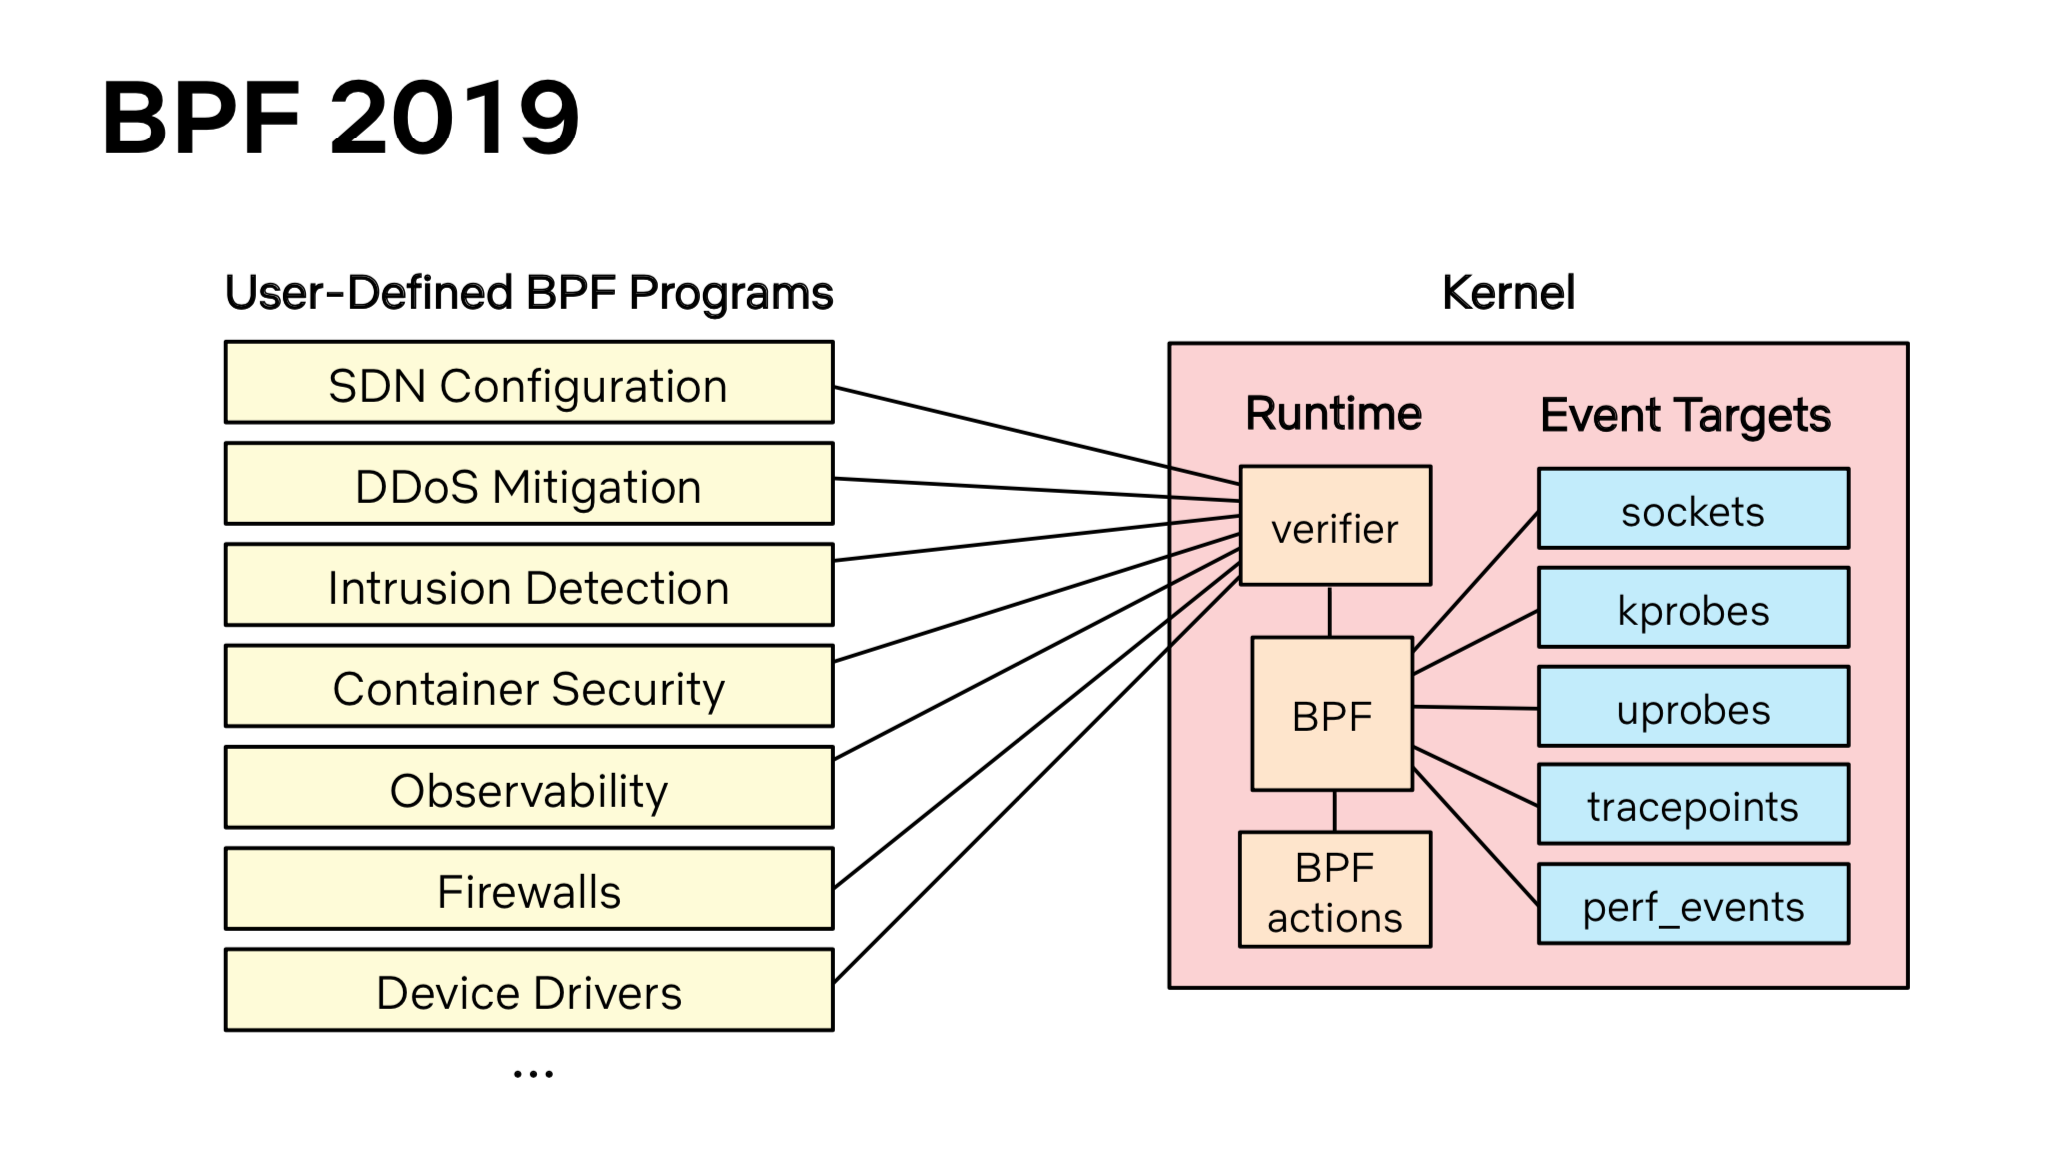 BPF 2019
User-Defined BPF Programs
SDN Configuration
DDoS Mitigation
Intrusion Detection
Container Security
Observability
Firewalls
Device Drivers
...
Kernel
Runtime
verifier
BPF
BPF
actions
Event Targets
sockets
kprobes
uprobes
tracepoints
perf_events